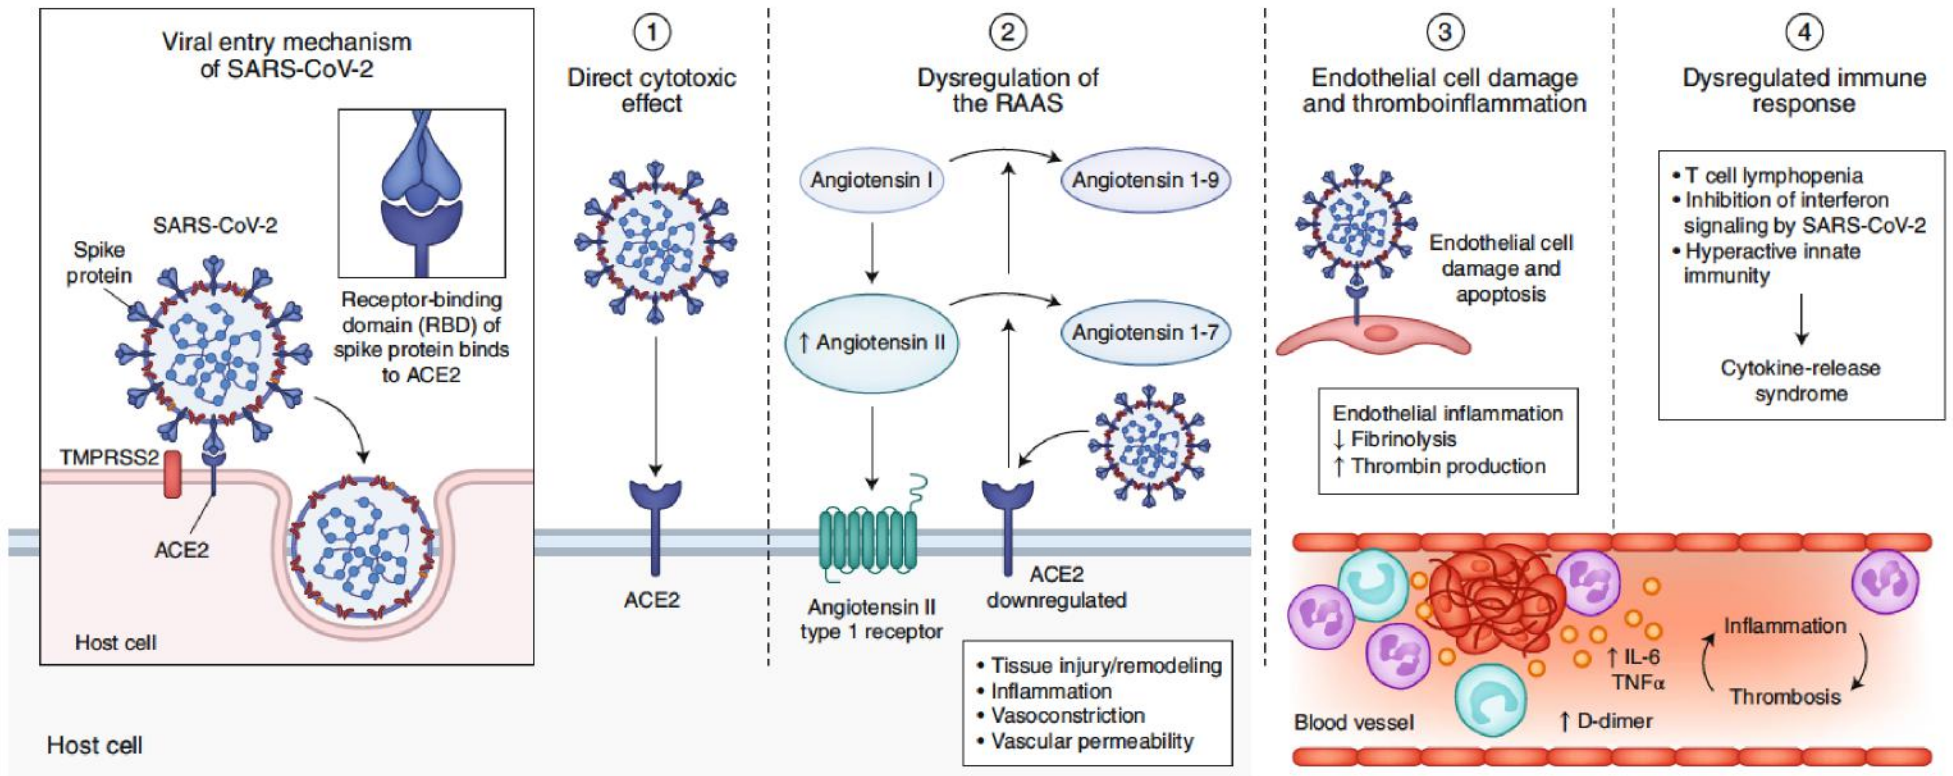 Viral entry mechanism
of SARS-CoV-2
SARS-CoV-2
Spike
protein
Receptor-binding
domain (RBD) of
spike protein binds
to ACE2
TMPRSS2
ACE2
Host cell
Host cell
1
Direct cytotoxic
effect
ACE2
2
Dysregulation of
the RAAS
Angiotensin I
Angiotensin 1-9
↑ Angiotensin II
Angiotensin 1-7
Angiotensin II
type 1 receptor
ACE2
downregulated
• Tissue injury/remodeling
• Inflammation
• Vasoconstriction
• Vascular permeability
3
Endothelial cell damage
and thromboinflammation
Endothelial cell
damage and
apoptosis
Endothelial inflammation
↓ Fibrinolysis
↑ Thrombin production
4
Dysregulated immune
response
• T cell lymphopenia
• Inhibition of interferon
signaling by SARS-CoV-2
• Hyperactive innate
immunity
Cytokine-release
syndrome
Inflammation
↑ IL-6
TNFα
Thrombosis
Blood vessel
↑ D-dimer